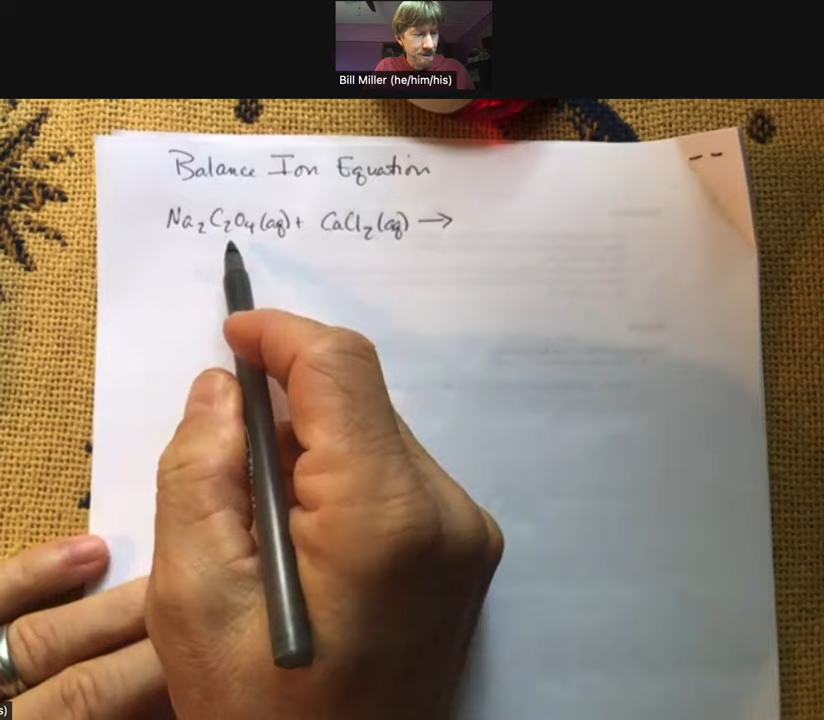 Bill Miller (he/him/his)
Balance Ion Equation
Na₂C₂O₄(aq) + CaCl₂(aq) →
s)